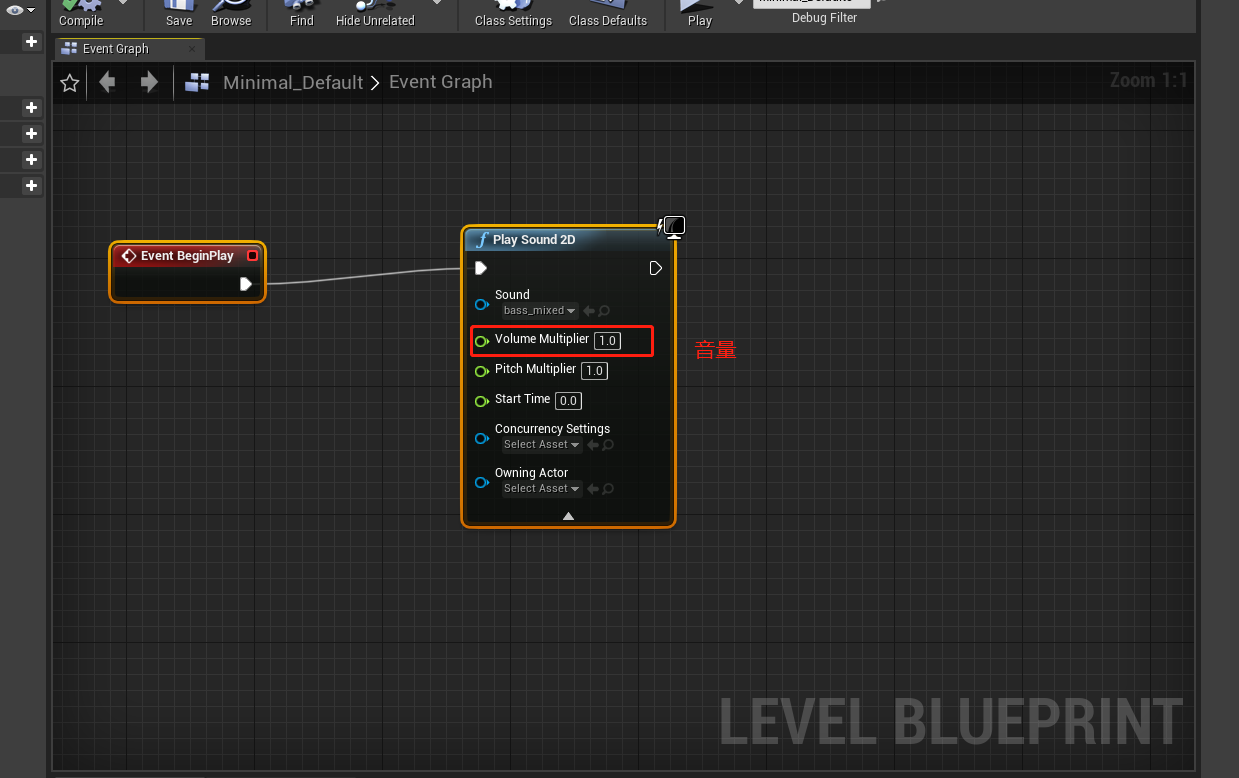 Compile Save Browse Find Hide Unrelated Class Settings Class Defaults Play Debug Filter
Event Graph
Minimal_Default > Event Graph Zoom 1:1
Event BeginPlay
Play Sound 2D
Sound
bass_mixed
Volume Multiplier 1.0
音量
Pitch Multiplier 1.0
Start Time 0.0
Concurrency Settings
Select Asset
Owning Actor
Select Asset
LEVEL BLUEPRINT